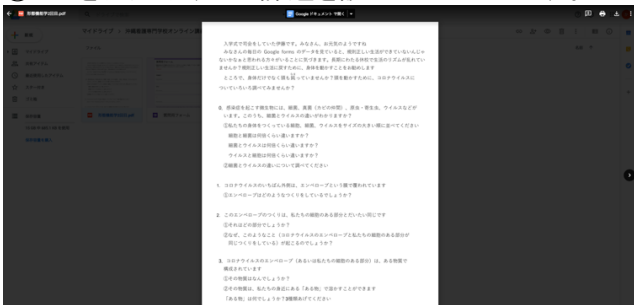 形態機能学1回目.pdf
Google ドキュメント で開く
入学式で司会をしていた伊藤です。みなさん、お元気のようですね
みなさんの毎日の Google forms のデータを見ていると、規則正しい生活ができていないんじゃ
ないかなぁと思われる方々がいることに気づきます。長期にわたる休校で生活のリズムが乱れてい
ませんか？規則正しい生活に戻すために、身体を動かすことをお勧めします
ところで、身体だけでなく頭も鈍っていませんか？頭を動かすために、コロナウイルスに
ついていろいろ調べてみませんか？
0. 感染症を起こす微生物には、細菌、真菌（カビの仲間）、原虫・寄生虫、ウイルスなどが
います。このうち、細菌とウイルスの違いがわかりますか？
①私たちの身体をつくっている細胞、細菌、ウイルスをサイズの大きい順に並べてください
細胞と細菌は何倍くらい違いますか？
細菌とウイルスは何倍くらい違いますか？
ウイルスと細胞は何倍くらい違いますか？
②細菌とウイルスの違いについて調べてください
1. コロナウイルスのいちばん外側は、エンベロープという膜で覆われています
①エンベロープはどのようなつくりをしているでしょうか？
2. このエンベロープのつくりは、私たちの細胞のある部分とだいたい同じです
①それはどの部分でしょうか？
②なぜ、このようなこと（コロナウイルスのエンベロープと私たちの細胞のある部分が
同じつくりをしている）が起こるのでしょうか？
3. コロナウイルスのエンベロープ（あるいは私たちの細胞のある部分）は、ある物質で
構成されています
①その物質はなんでしょうか？
②その物質は、私たちの身近にある「ある物」で溶かすことができます
「ある物」は何でしょうか？2種類あげてください